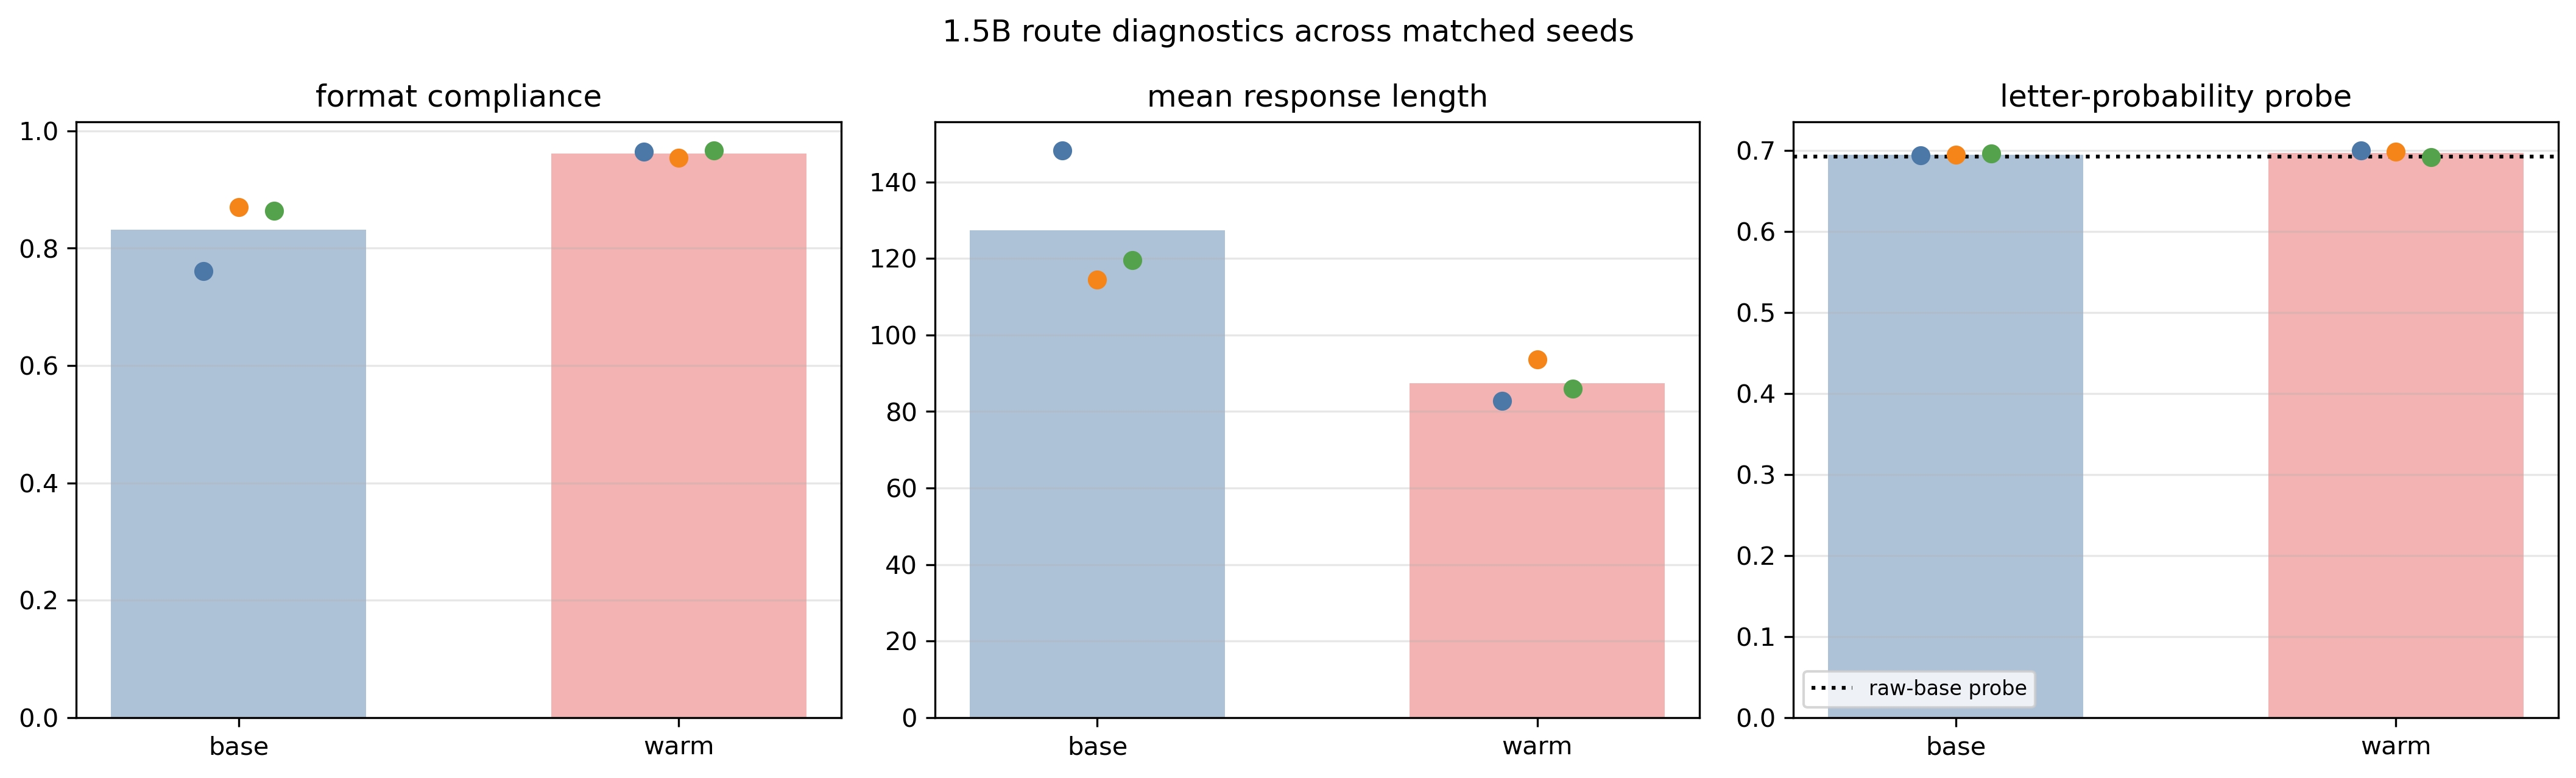 1.5B route diagnostics across matched seeds
format compliance
1.0
0.8
0.6
0.4
0.2
0.0
base warm
mean response length
140
120
100
80
60
40
20
0
base warm
letter-probability probe
0.7
0.6
0.5
0.4
0.3
0.2
0.1
0.0
raw-base probe
base warm